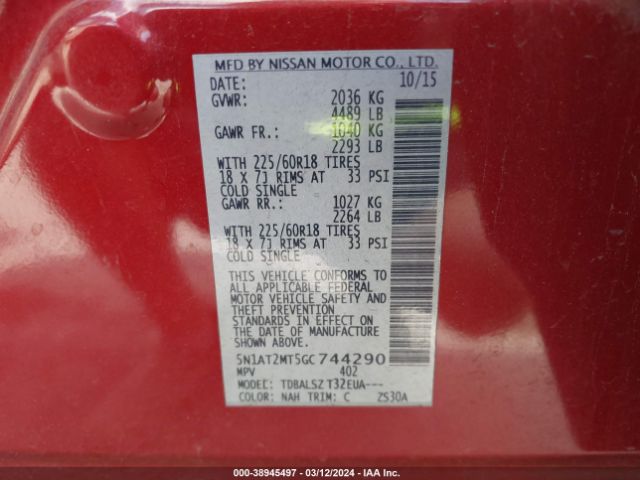 MFD BY NISSAN MOTOR CO., LTD.
DATE: 10/15
GVWR: 2036 KG
4489 LB
GAWR FR.: 1040 KG
2293 LB
WITH 225/60R18 TIRES
18 X 7J RIMS AT 33 PSI
COLD SINGLE
GAWR RR.: 1027 KG
2264 LB
WITH 225/60R18 TIRES
18 X 7J RIMS AT 33 PSI
COLD SINGLE
THIS VEHICLE CONFORMS TO
ALL APPLICABLE FEDERAL
MOTOR VEHICLE SAFETY AND
THEFT PREVENTION
STANDARDS IN EFFECT ON
THE DATE OF MANUFACTURE
SHOWN ABOVE.
5N1AT2MT5GC744290
MPV 402
MODEL: TDBALSZ T32EUA---
COLOR: NAH TRIM: C ZS30A
© - 38945497 - 03/12/2024 - IAA Inc.